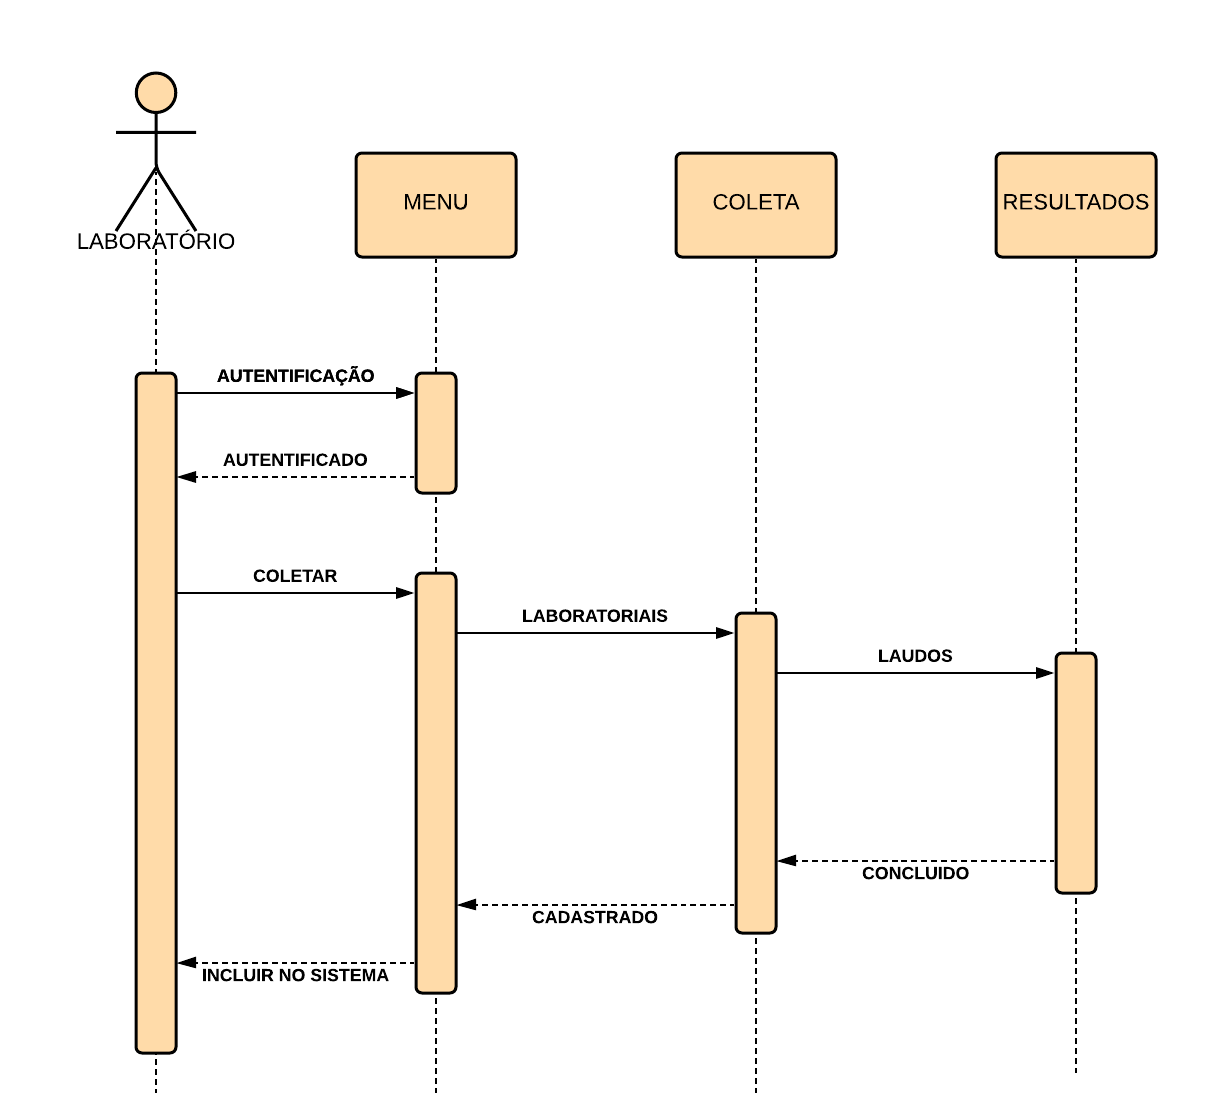 LABORATÓRIO
MENU
COLETA
RESULTADOS
AUTENTIFICAÇÃO
AUTENTIFICADO
COLETAR
LABORATORIAIS
LAUDOS
CONCLUIDO
CADASTRADO
INCLUIR NO SISTEMA